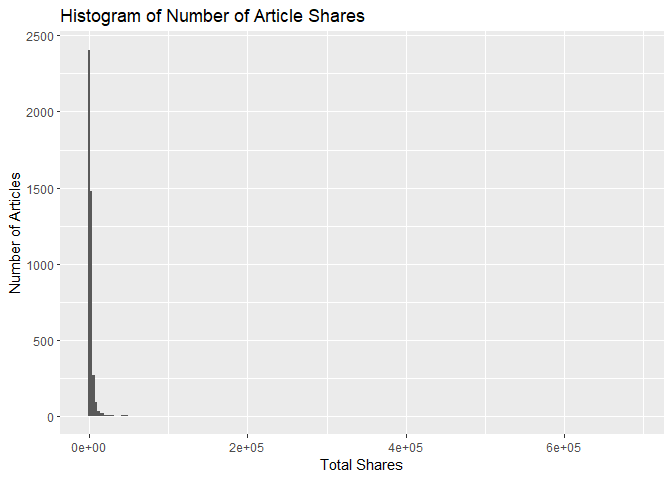 Histogram of Number of Article Shares
2500
2000
1500
1000
500
0
Number of Articles
0e+00 2e+05 4e+05 6e+05
Total Shares